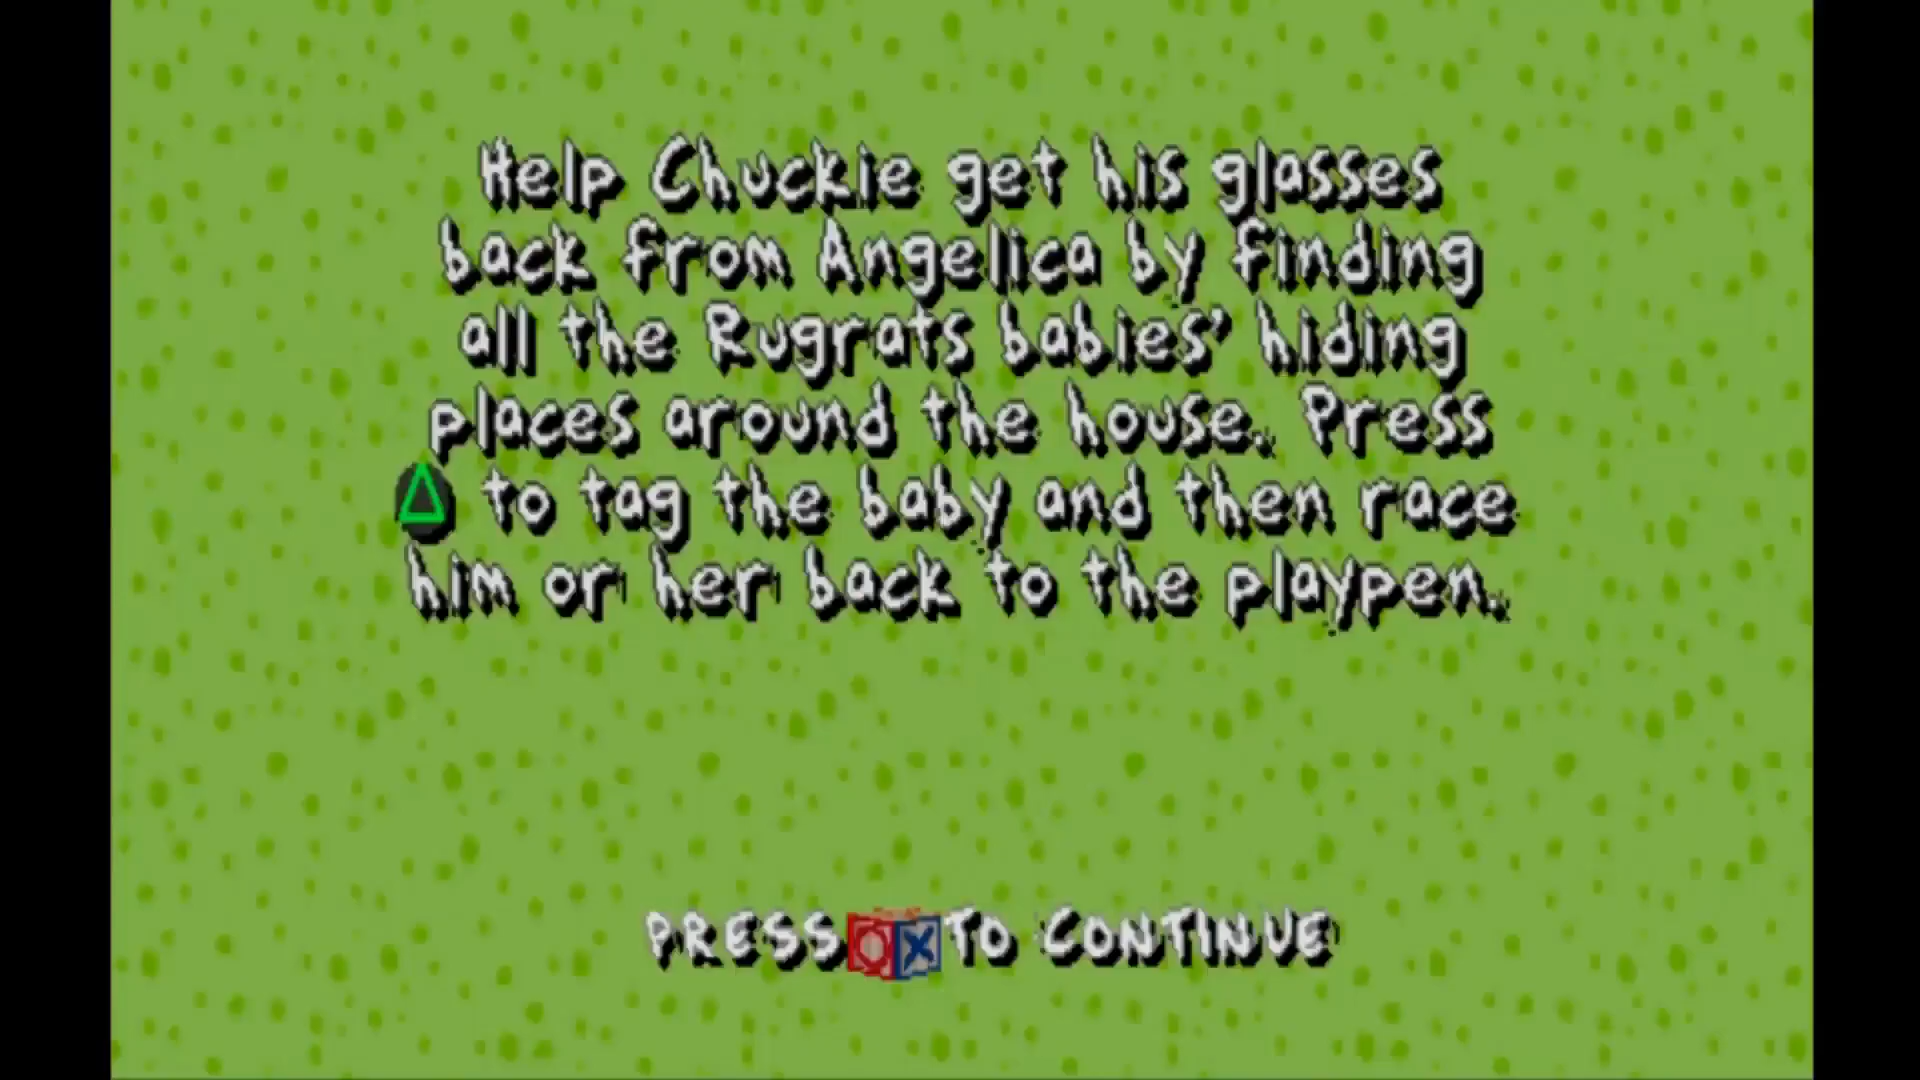 Help Chuckie get his glasses
back from Angelica by finding
all the Rugrats babies' hiding
places around the house. Press
△ to tag the baby and then race
him or her back to the playpen.
PRESS O X TO CONTINUE